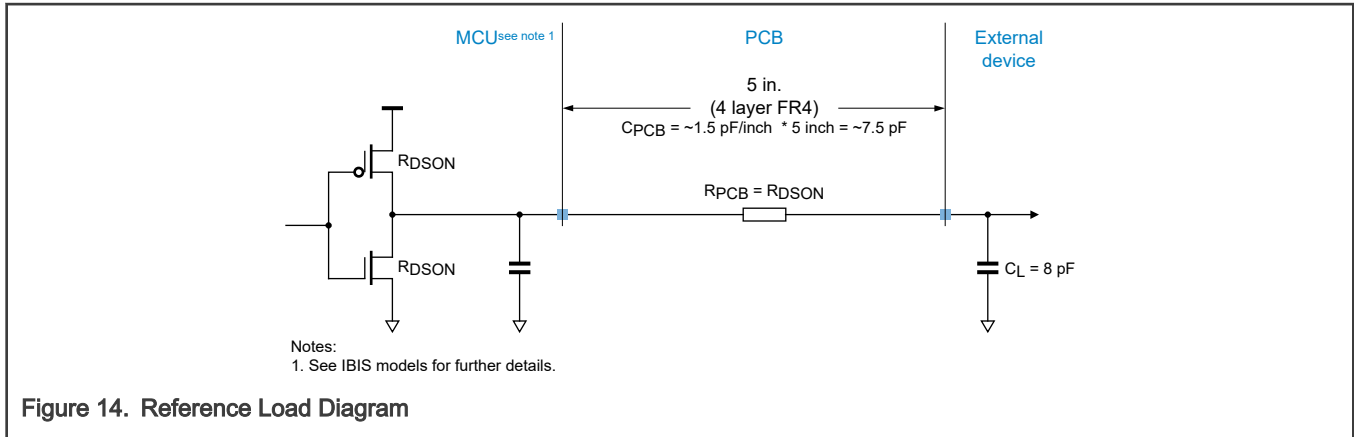 MCUsee note 1
PCB
External
device
5 in.
(4 layer FR4)
CPCB = ~1.5 pF/inch * 5 inch = ~7.5 pF
RDSON
RPCB = RDSON
RDSON
CL = 8 pF
Notes:
1. See IBIS models for further details.
Figure 14. Reference Load Diagram